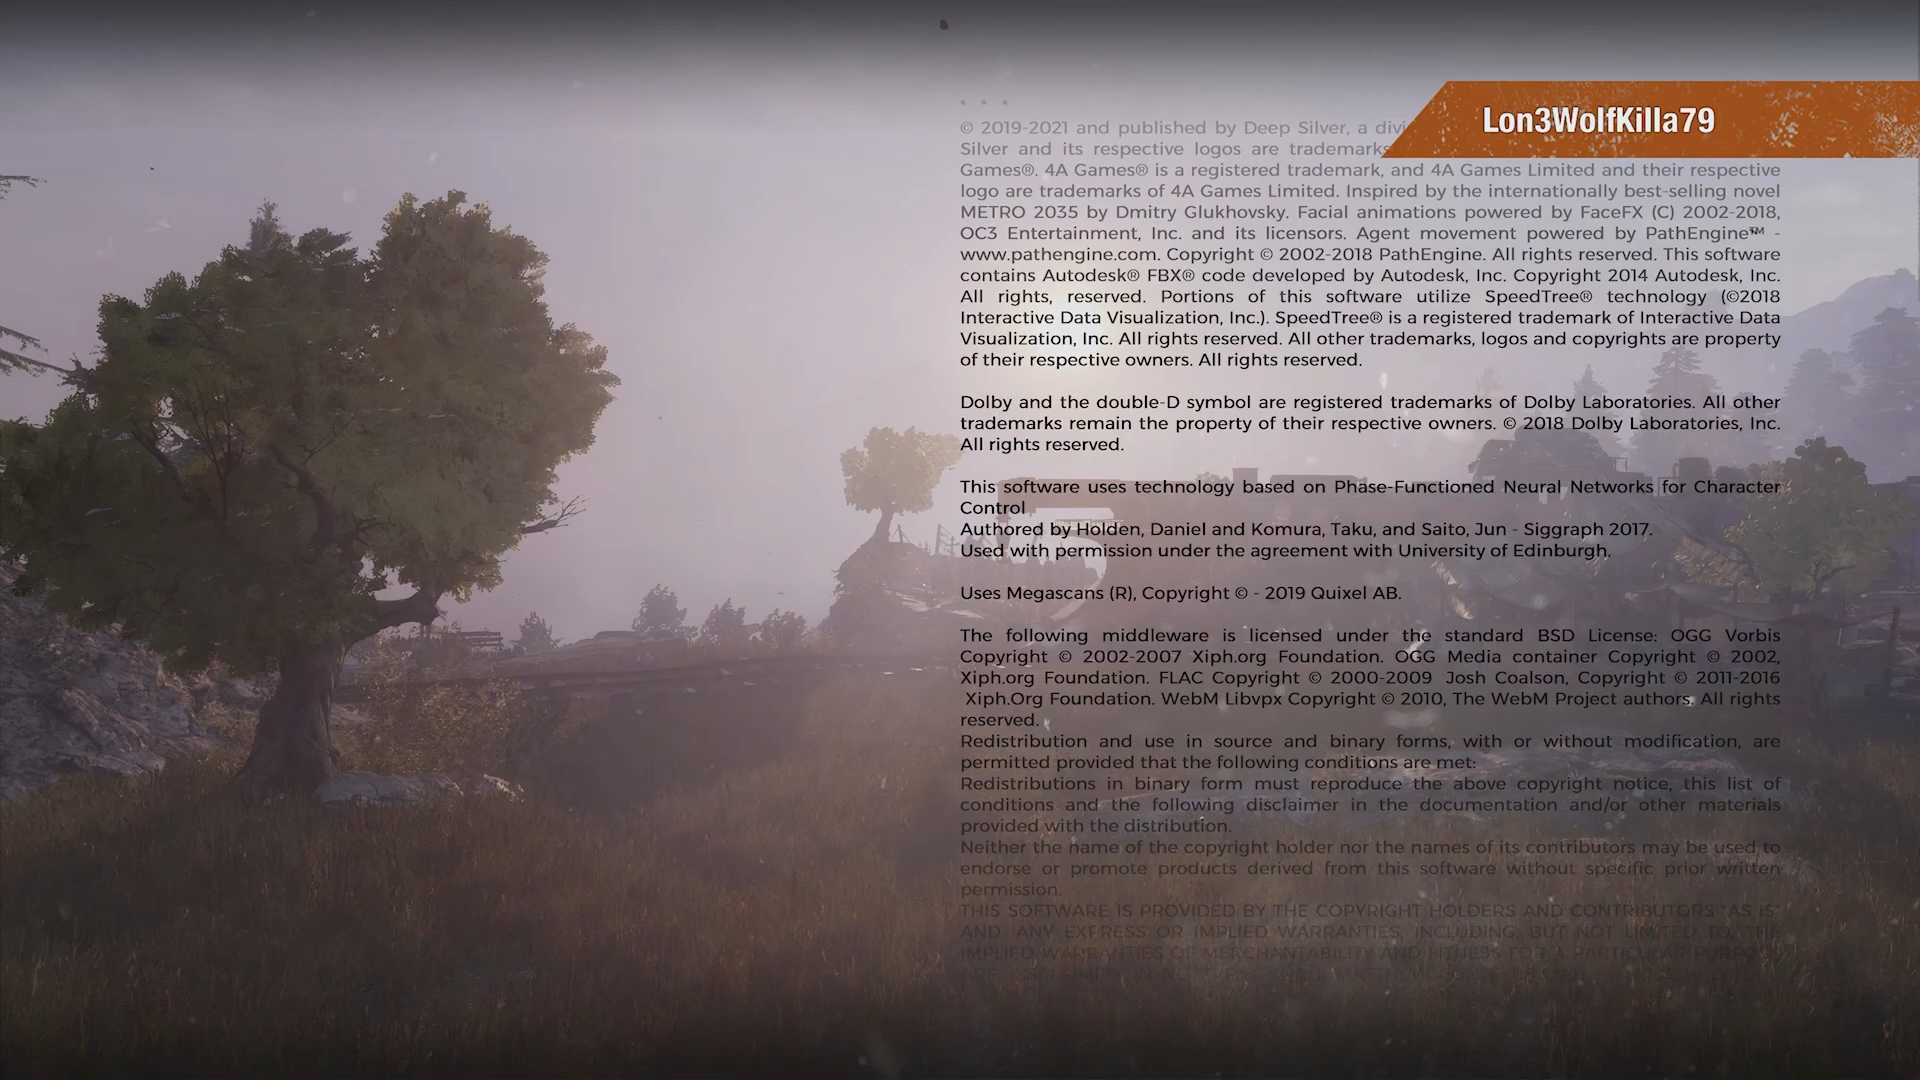 Lon3WolfKilla79
. . .
© 2019-2021 and published by Deep Silver, a
Silver and its respective logos are trademarks
Games®. 4A Games® is a registered trademark, and 4A Games Limited and their respective
logo are trademarks of 4A Games Limited. Inspired by the internationally best-selling novel
METRO 2035 by Dmitry Glukhovsky. Facial animations powered by FaceFX (C) 2002-2018,
OC3 Entertainment, Inc. and its licensors. Agent movement powered by PathEngine™ -
www.pathengine.com. Copyright © 2002-2018 PathEngine. All rights reserved. This software
contains Autodesk® FBX® code developed by Autodesk, Inc. Copyright 2014 Autodesk, Inc.
All rights, reserved. Portions of this software utilize SpeedTree® technology (©2018
Interactive Data Visualization, Inc.). SpeedTree® is a registered trademark of Interactive Data
Visualization, Inc. All rights reserved. All other trademarks, logos and copyrights are property
of their respective owners. All rights reserved.
Dolby and the double-D symbol are registered trademarks of Dolby Laboratories. All other
trademarks remain the property of their respective owners. © 2018 Dolby Laboratories, Inc.
All rights reserved.
This software uses technology based on Phase-Functioned Neural Networks for Character
Control
Authored by Holden, Daniel and Komura, Taku, and Saito, Jun - Siggraph 2017.
Used with permission under the agreement with University of Edinburgh,
Uses Megascans (R), Copyright © - 2019 Quixel AB.
The following middleware is licensed under the standard BSD License: OGG Vorbis
Copyright © 2002-2007 Xiph.org Foundation. OGG Media container Copyright © 2002,
Xiph.org Foundation. FLAC Copyright © 2000-2009 Josh Coalson, Copyright © 2011-2016
Xiph.Org Foundation. WebM Libvpx Copyright © 2010, The WebM Project authors. All rights
reserved.
Redistribution and use in source and binary forms, with or without modification, are
permitted provided that the following conditions are met:
Redistributions in binary form must reproduce the above copyright notice, this list of
conditions and the following disclaimer in the documentation and/or other materials
provided with the distribution.
Neither the name of the copyright holder nor the names of its contributors may be used to
endorse or promote products derived from this software without specific prior written
permission.
THIS SOFTWARE IS PROVIDED BY THE COPYRIGHT HOLDERS AND CONTRIBUTORS "AS IS"
AND ANY EXPRESS OR IMPLIED WARRANTIES, INCLUDING, BUT NOT LIMITED TO, THE
IMPLIED WARRANTIES OF MERCHANTABILITY AND FITNESS FOR A PARTICULAR PURPOSE